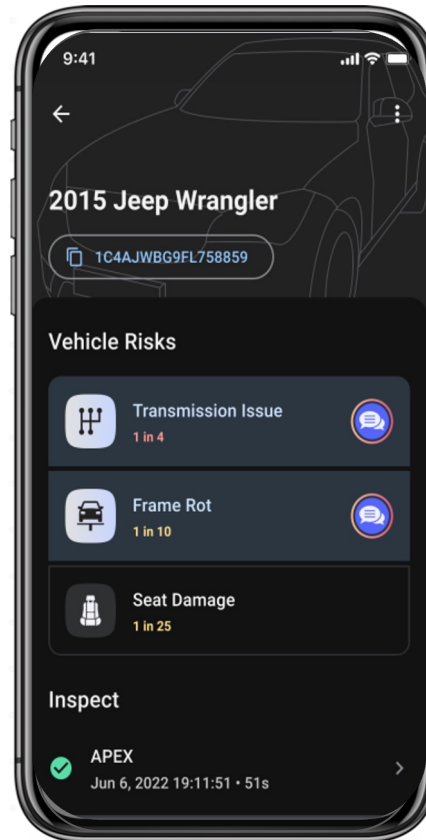 9:41
2015 Jeep Wrangler
1C4AJWBG9FL758859
Vehicle Risks
Transmission Issue
1 in 4
Frame Rot
1 in 10
Seat Damage
1 in 25
Inspect
APEX
Jun 6, 2022 19:11:51 • 51s